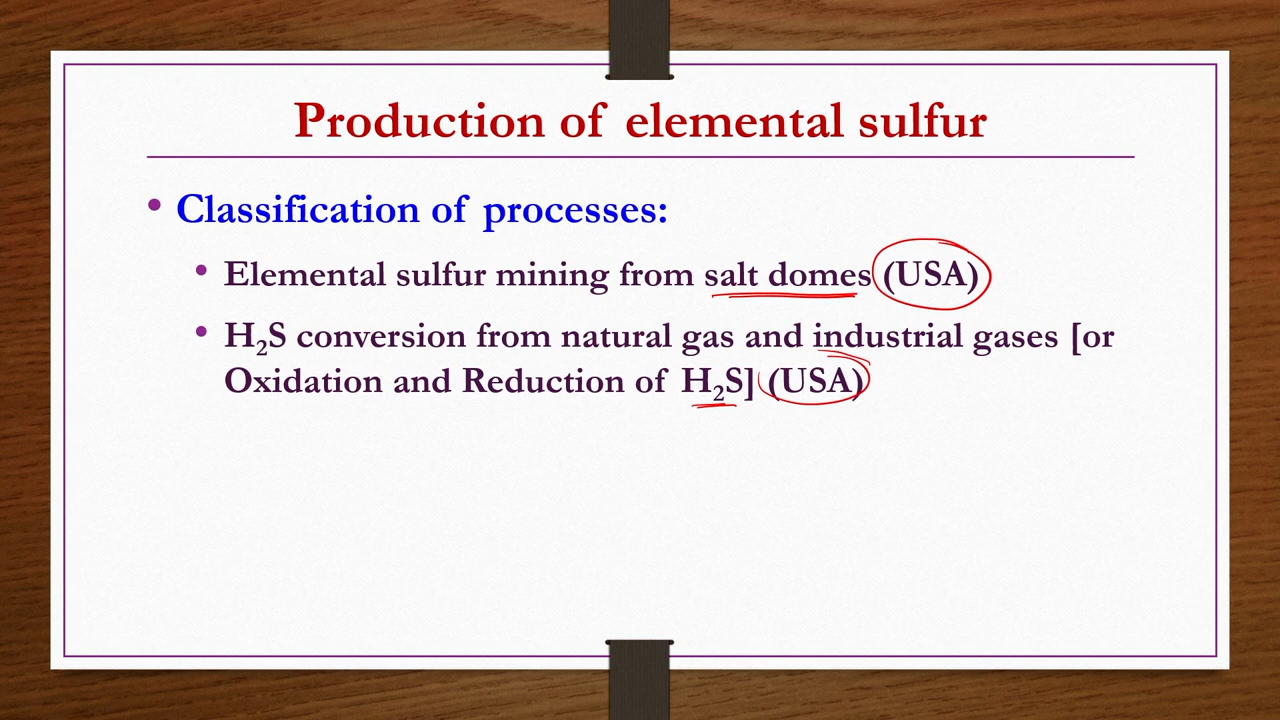 Production of elemental sulfur
• Classification of processes:
• Elemental sulfur mining from salt domes (USA)
• H₂S conversion from natural gas and industrial gases [or
Oxidation and Reduction of H₂S] (USA)